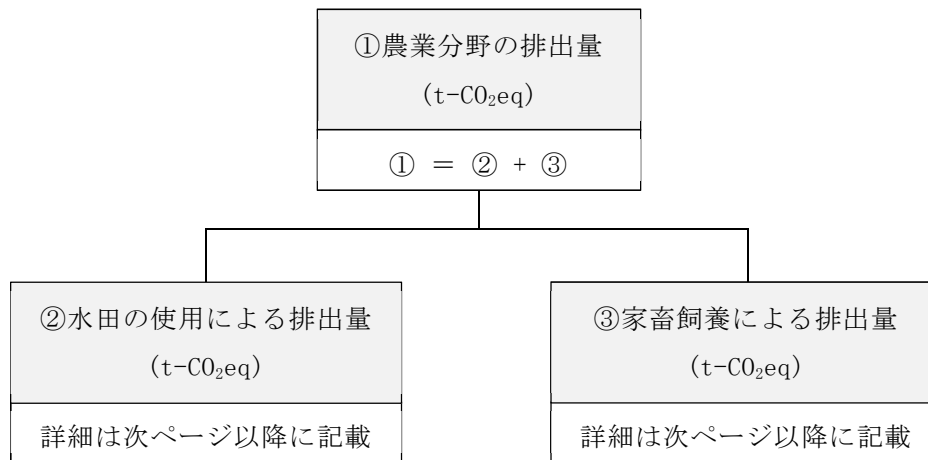 ①農業分野の排出量
(t-CO₂eq)
① = ② + ③
②水田の使用による排出量
(t-CO₂eq)
詳細は次ページ以降に記載
③家畜飼養による排出量
(t-CO₂eq)
詳細は次ページ以降に記載